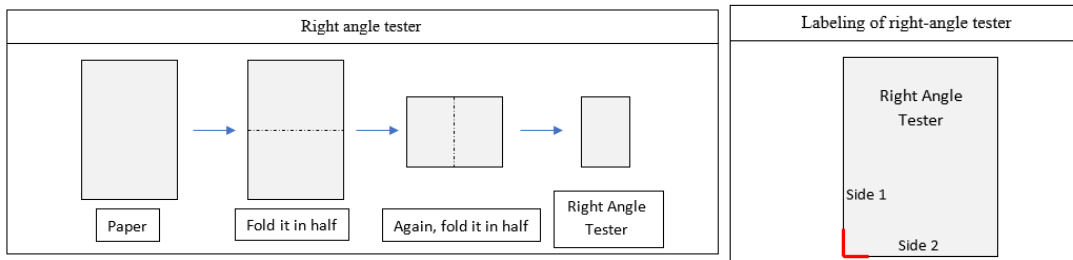 Right angle tester
Paper
Fold it in half
Again, fold it in half
Right Angle
Tester
Labeling of right-angle tester
Right Angle
Tester
Side 1
Side 2